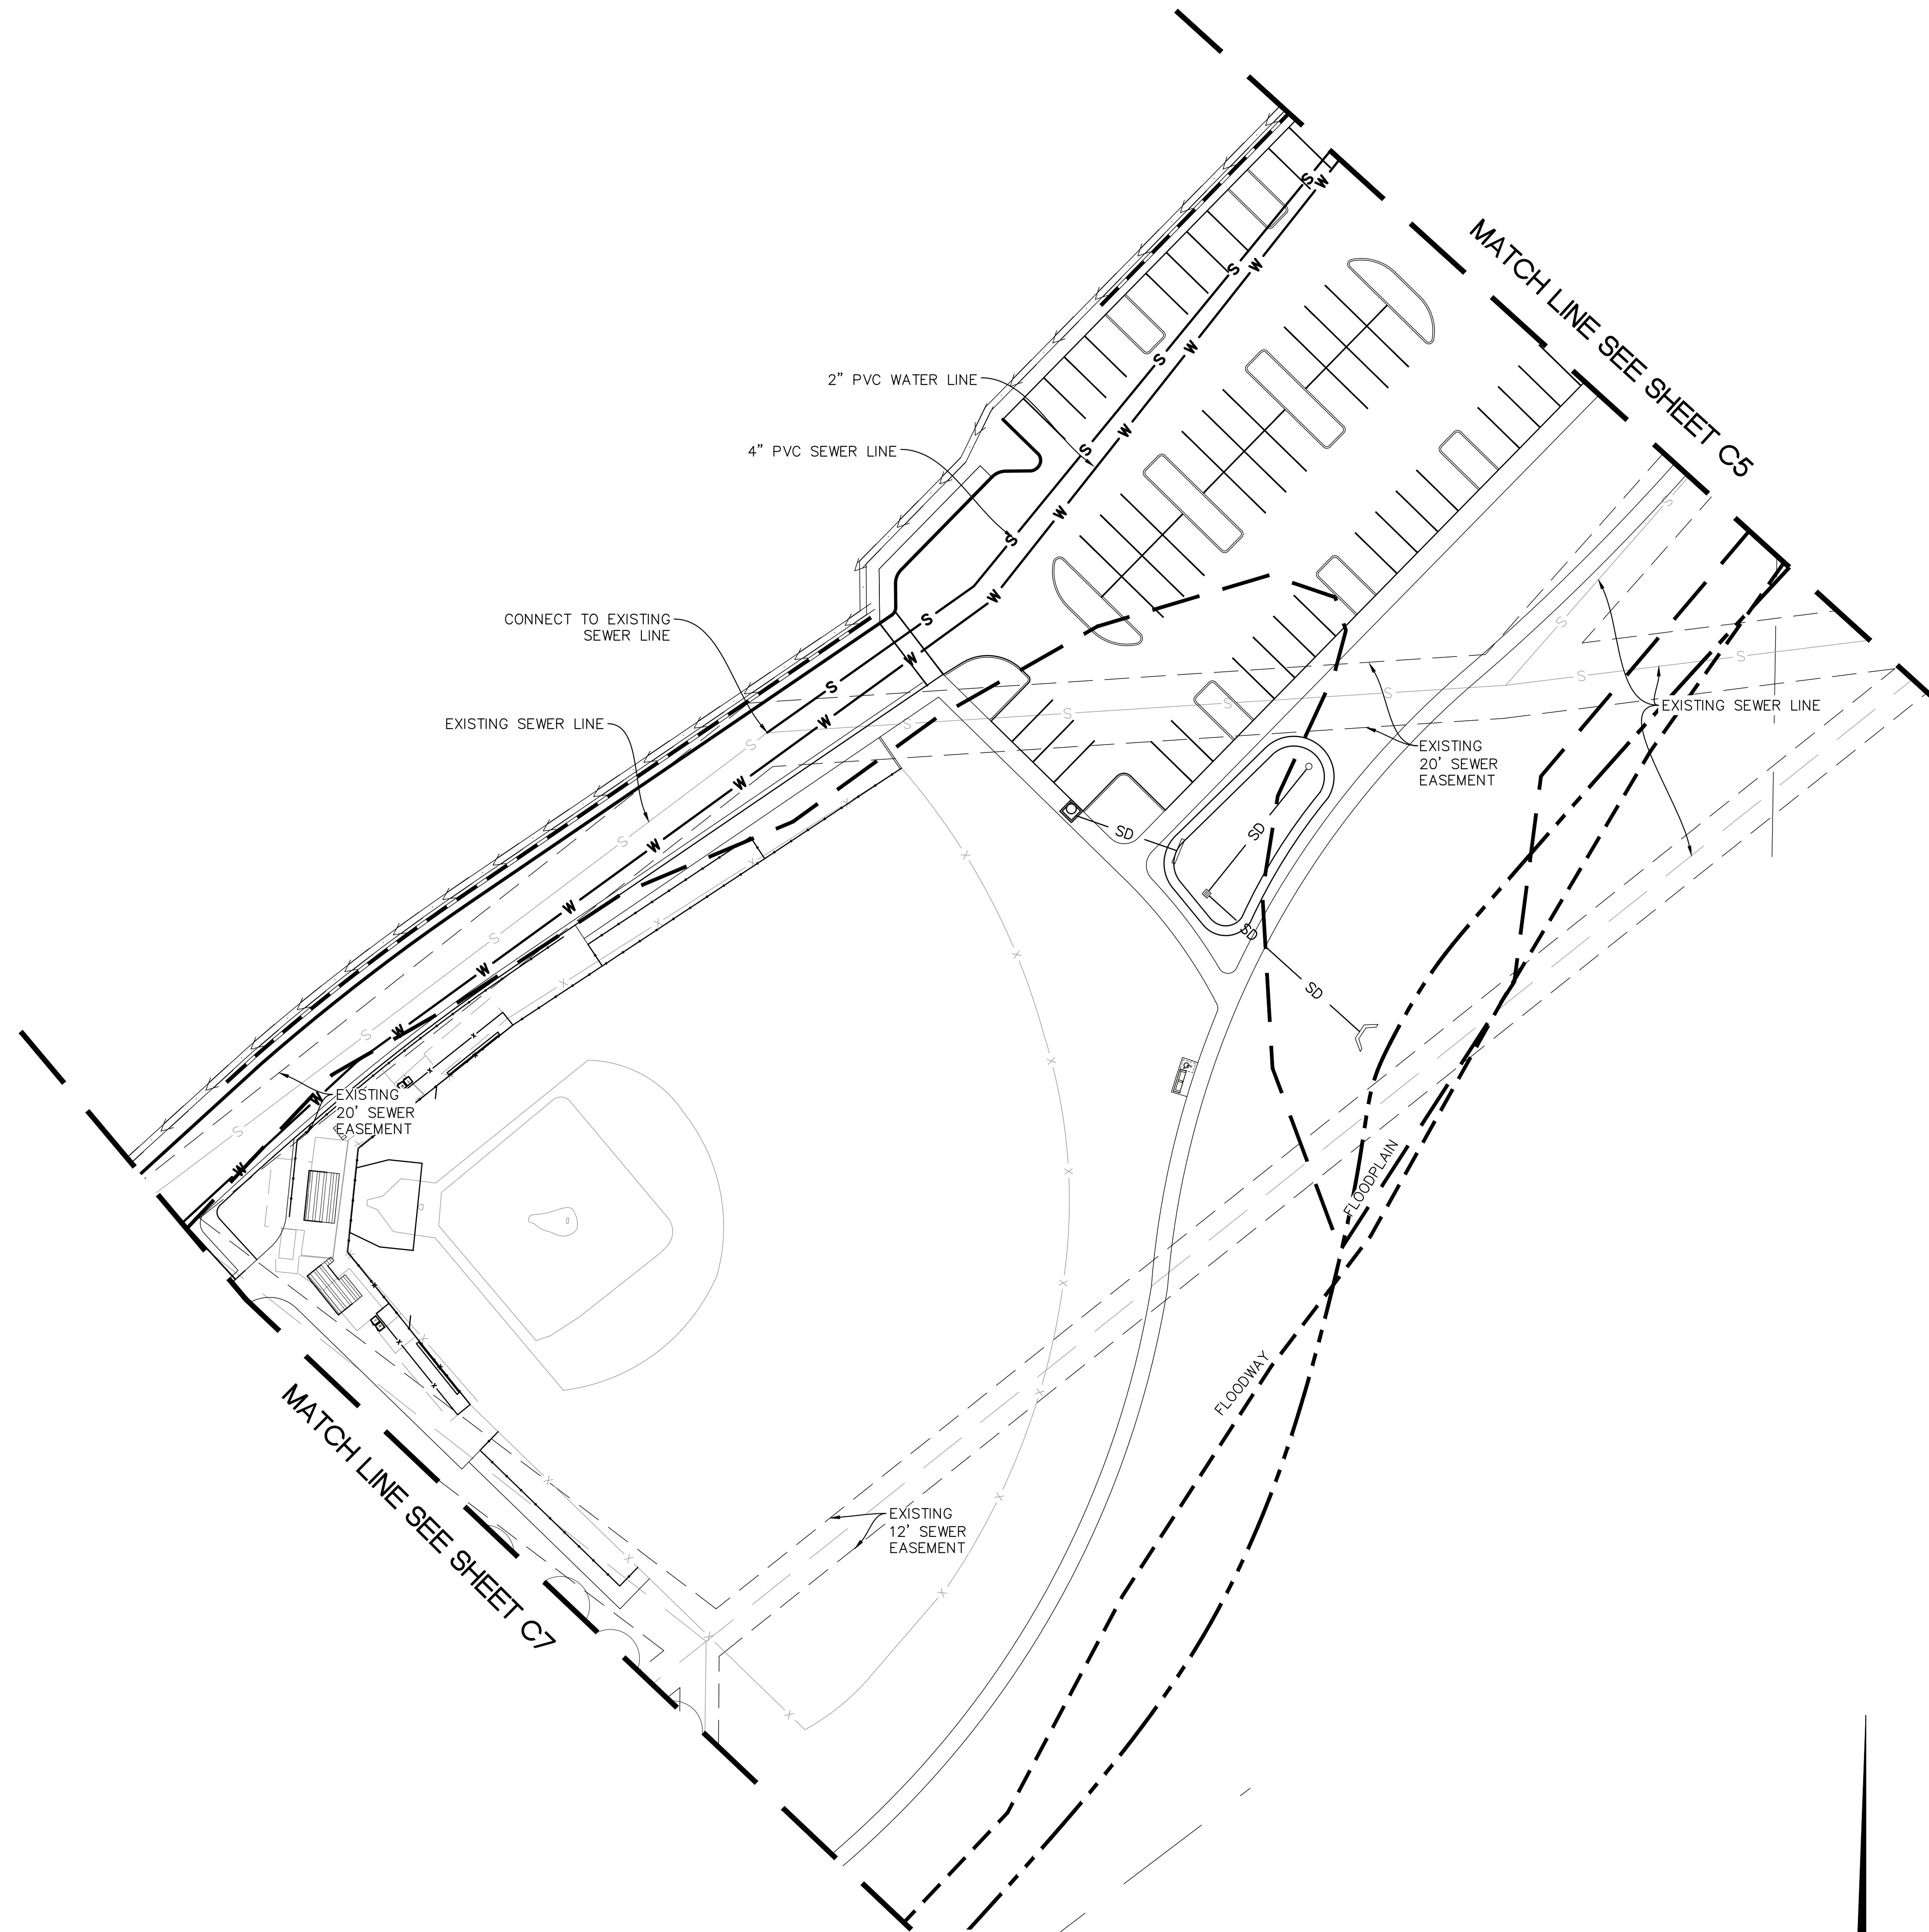 MATCH LINE SEE SHEET C5
2” PVC WATER LINE
4” PVC SEWER LINE
CONNECT TO EXISTING
SEWER LINE
EXISTING SEWER LINE
EXISTING SEWER LINE
EXISTING
20’ SEWER
EASEMENT
SD
SD
SD
SD
EXISTING
20’ SEWER
EASEMENT
FLOODPLAIN
FLOODWAY
MATCH LINE SEE SHEET C7
EXISTING
12’ SEWER
EASEMENT
S
W
S
W
S
W
S
W
S
W
S
W
S
W
W
W
W
W
W
W
W
W
S
S
S
S
S
S
S
S
S
S
S
S
S
S